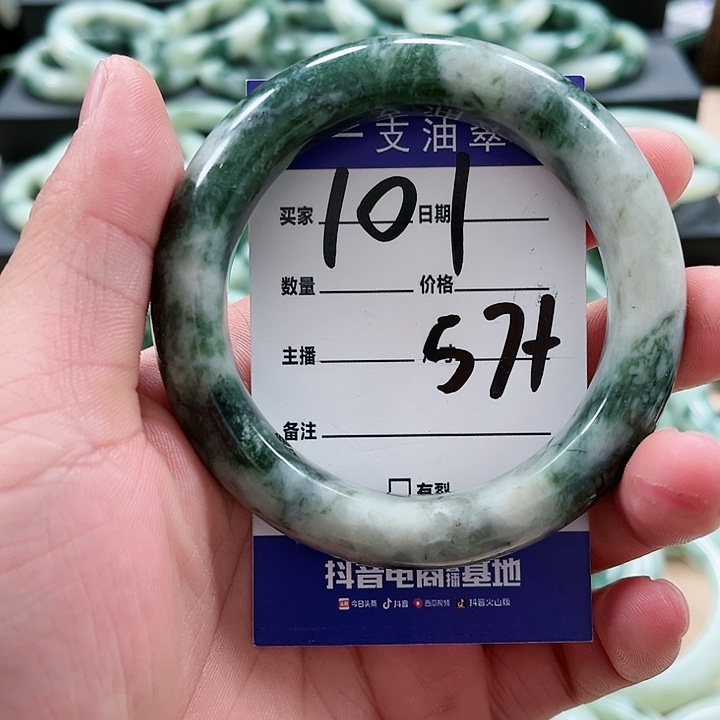 一支油萃
买家 101 日期
数量 价格
主播
57+
备注
有裂
抖音电商直播基地
今日头条 抖音 西瓜视频 抖音火山版